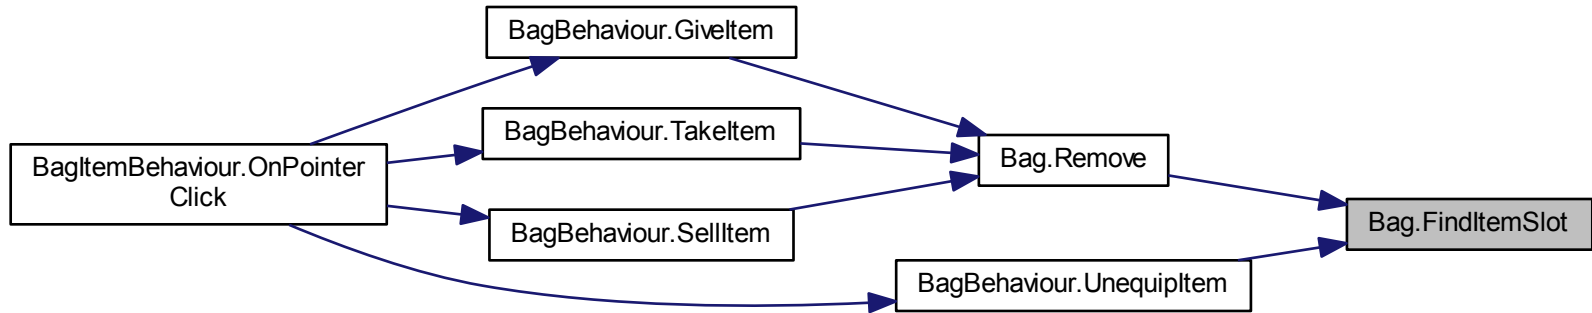 BagBehaviour.GiveItem
BagBehaviour.TakeItem
BagItemBehaviour.OnPointer
Click
Bag.Remove
BagBehaviour.SellItem
Bag.FindItemSlot
BagBehaviour.UnequipItem